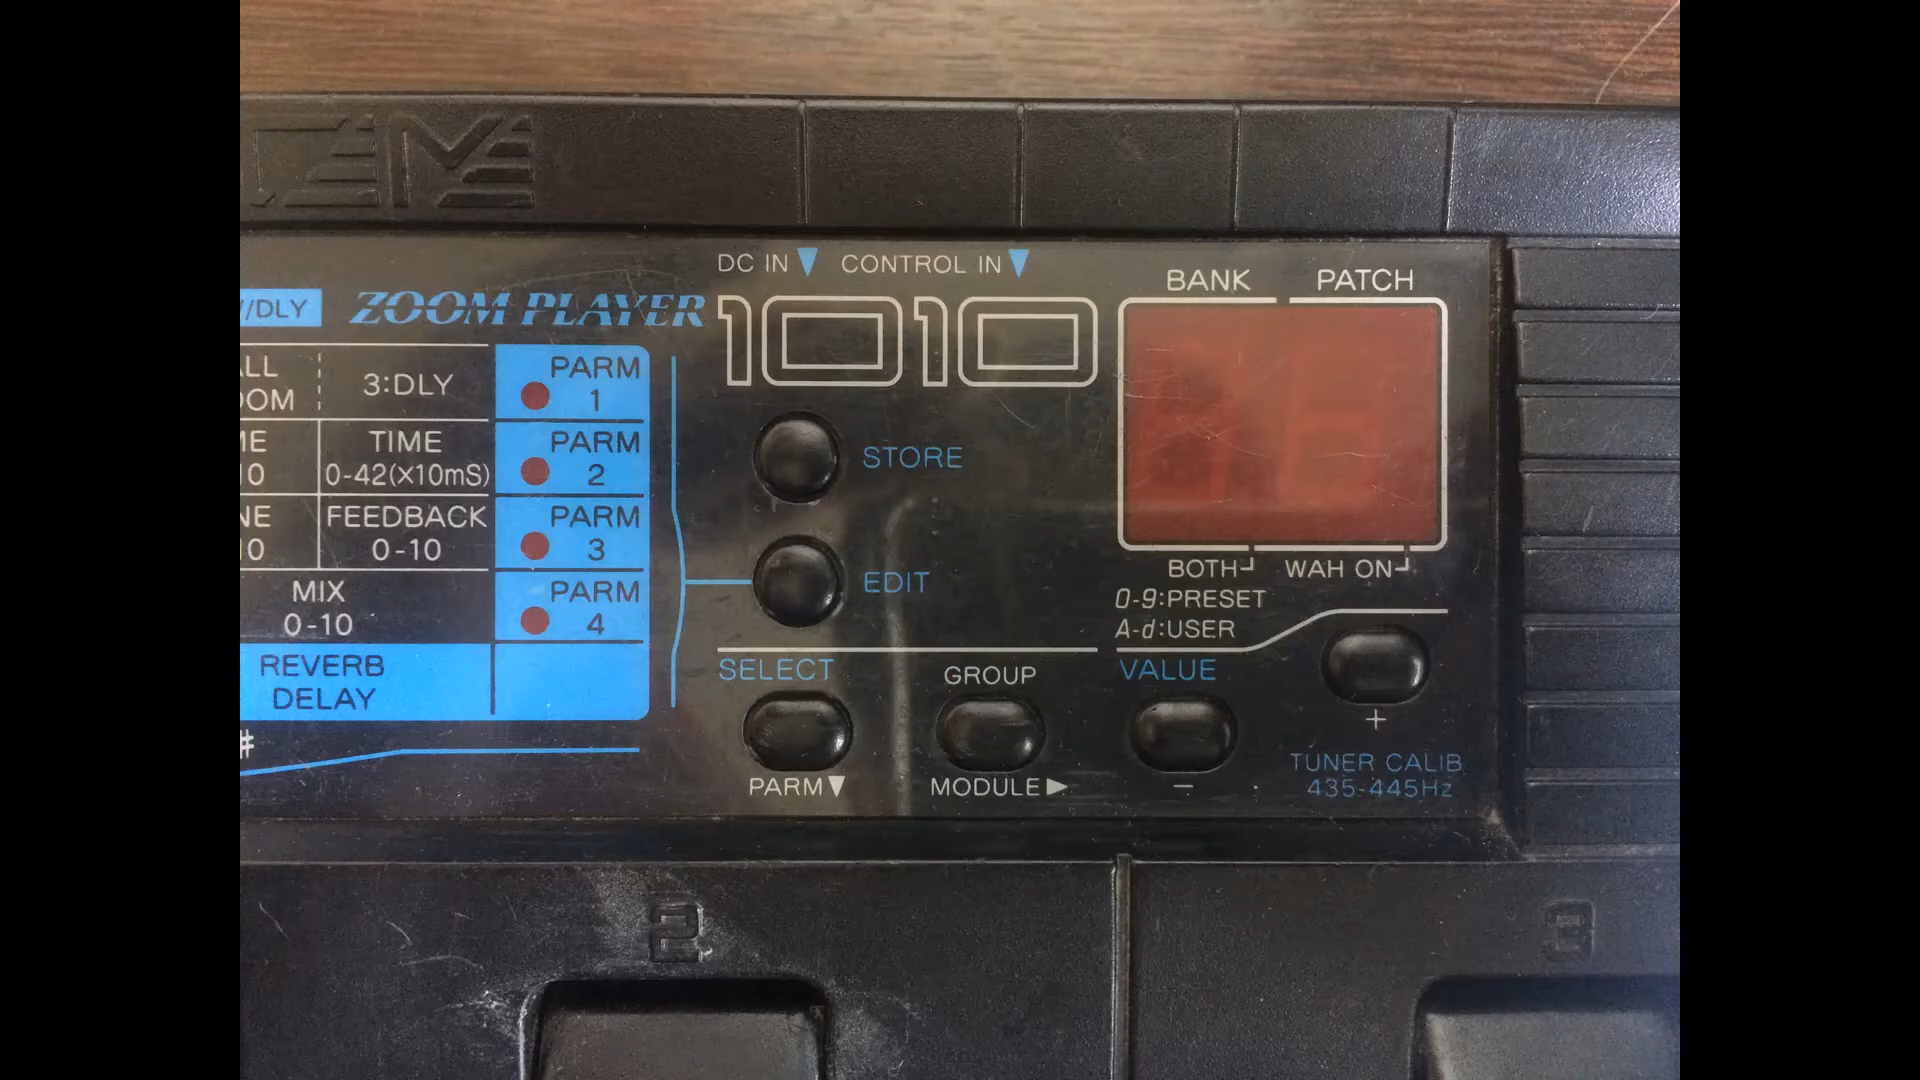 DC IN ▼ CONTROL IN ▼
BANK PATCH
/DLY ZOOM PLAYER 1010
3:DLY
PARM
1
TIME
0-42(×10mS)
PARM
2
FEEDBACK
0-10
PARM
3
MIX
0-10
PARM
4
REVERB
DELAY
#
STORE
EDIT
BOTH WAH ON
0-9:PRESET
A-d:USER
SELECT GROUP VALUE
+
PARM▼ MODULE▶ −
TUNER CALIB
435-445Hz
2 3